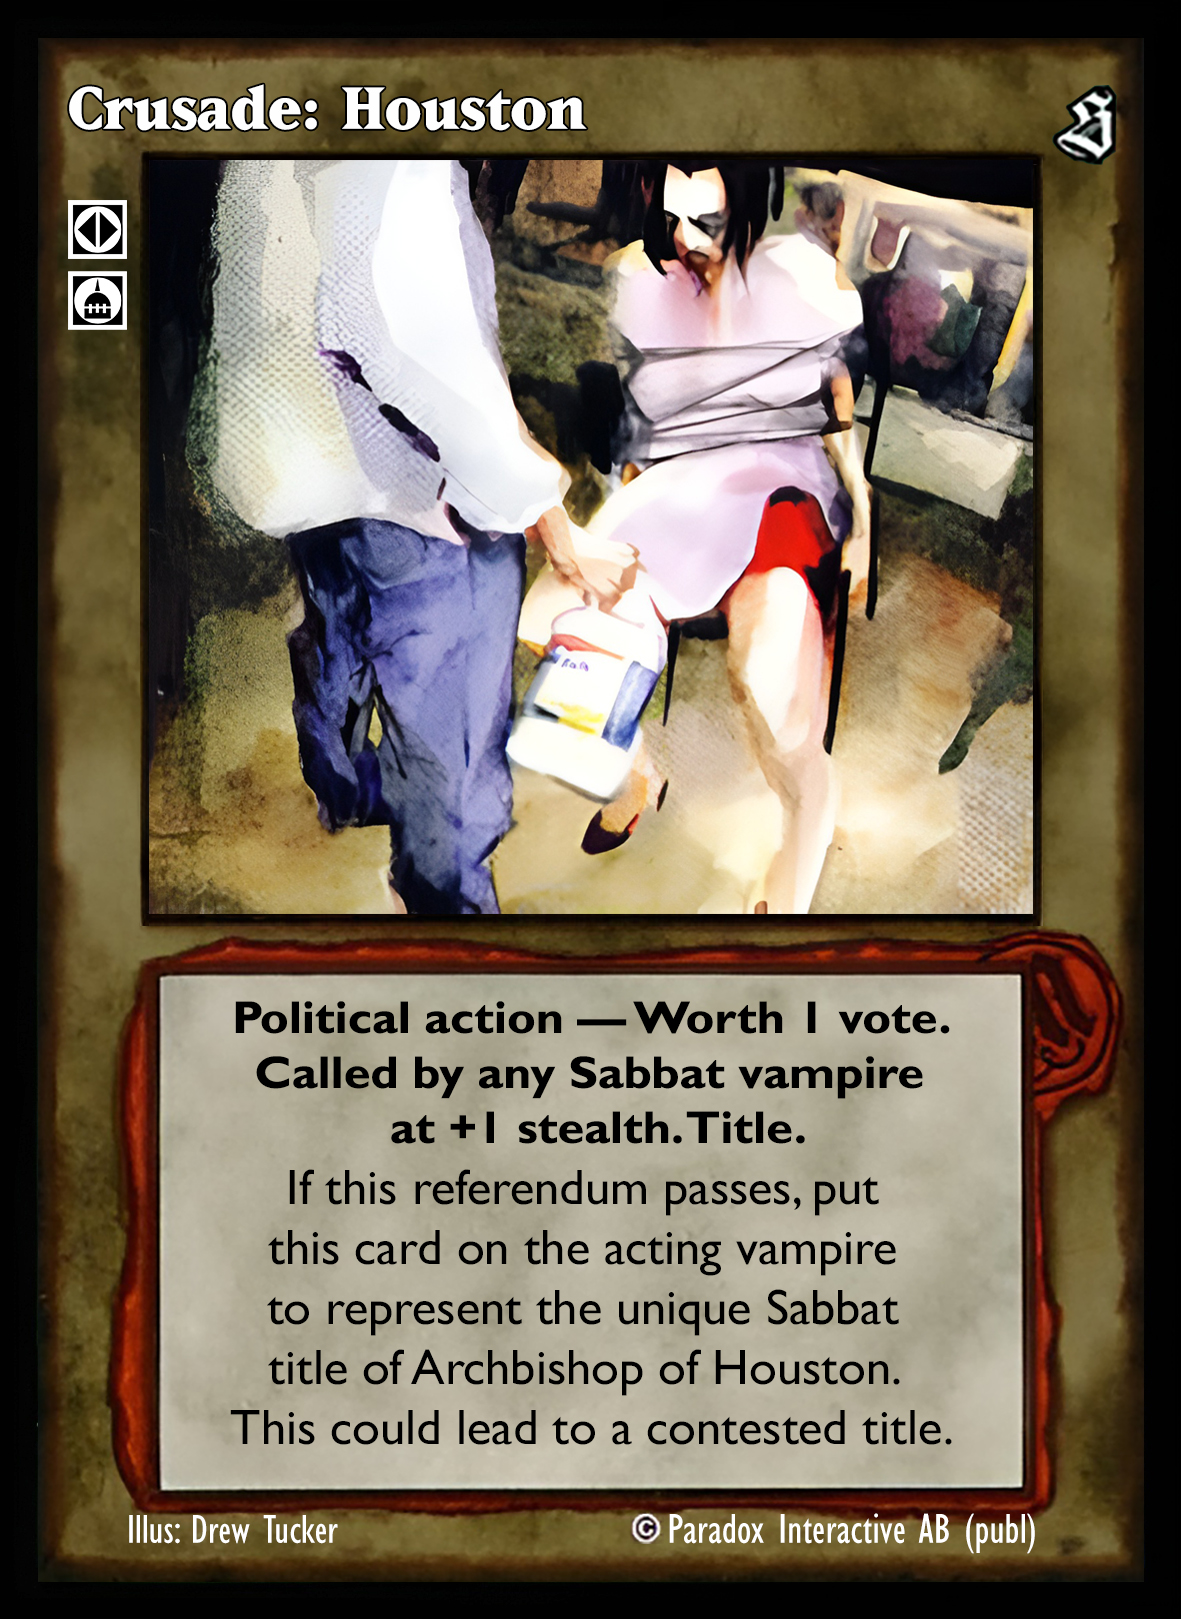 Crusade: Houston
Political action — Worth 1 vote.
Called by any Sabbat vampire
at +1 stealth. Title.
If this referendum passes, put
this card on the acting vampire
to represent the unique Sabbat
title of Archbishop of Houston.
This could lead to a contested title.
Illus: Drew Tucker © Paradox Interactive AB (publ)